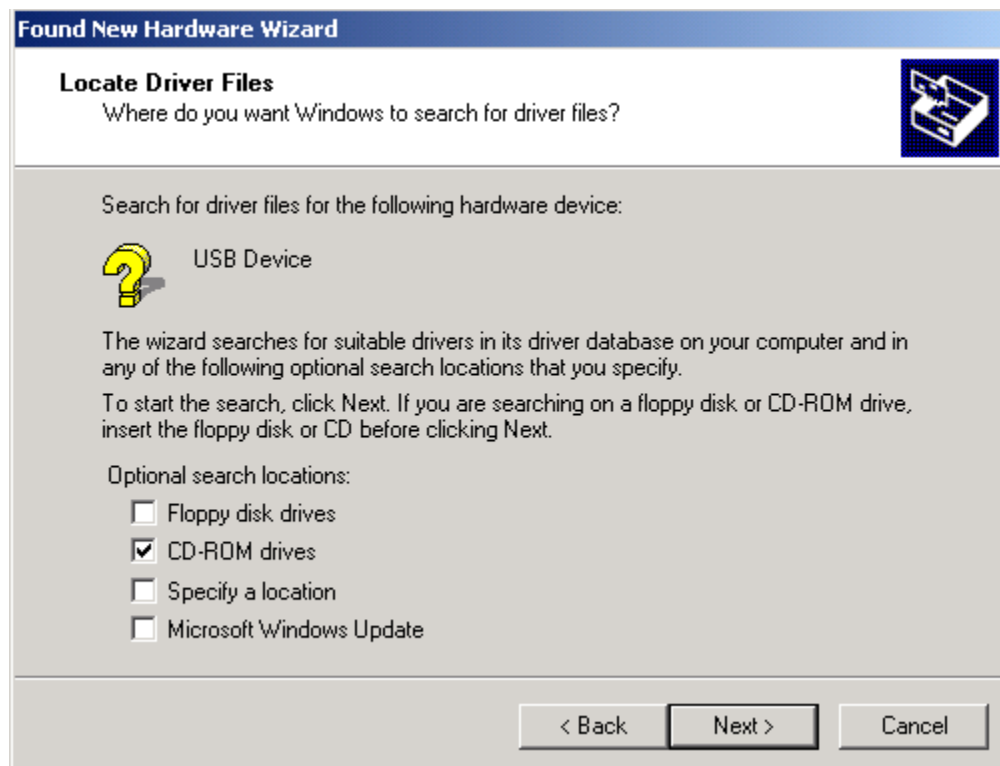 Found New Hardware Wizard
Locate Driver Files
Where do you want Windows to search for driver files?
Search for driver files for the following hardware device:
USB Device
The wizard searches for suitable drivers in its driver database on your computer and in
any of the following optional search locations that you specify.
To start the search, click Next. If you are searching on a floppy disk or CD-ROM drive,
insert the floppy disk or CD before clicking Next.
Optional search locations:
Floppy disk drives
CD-ROM drives
Specify a location
Microsoft Windows Update
< Back Next > Cancel